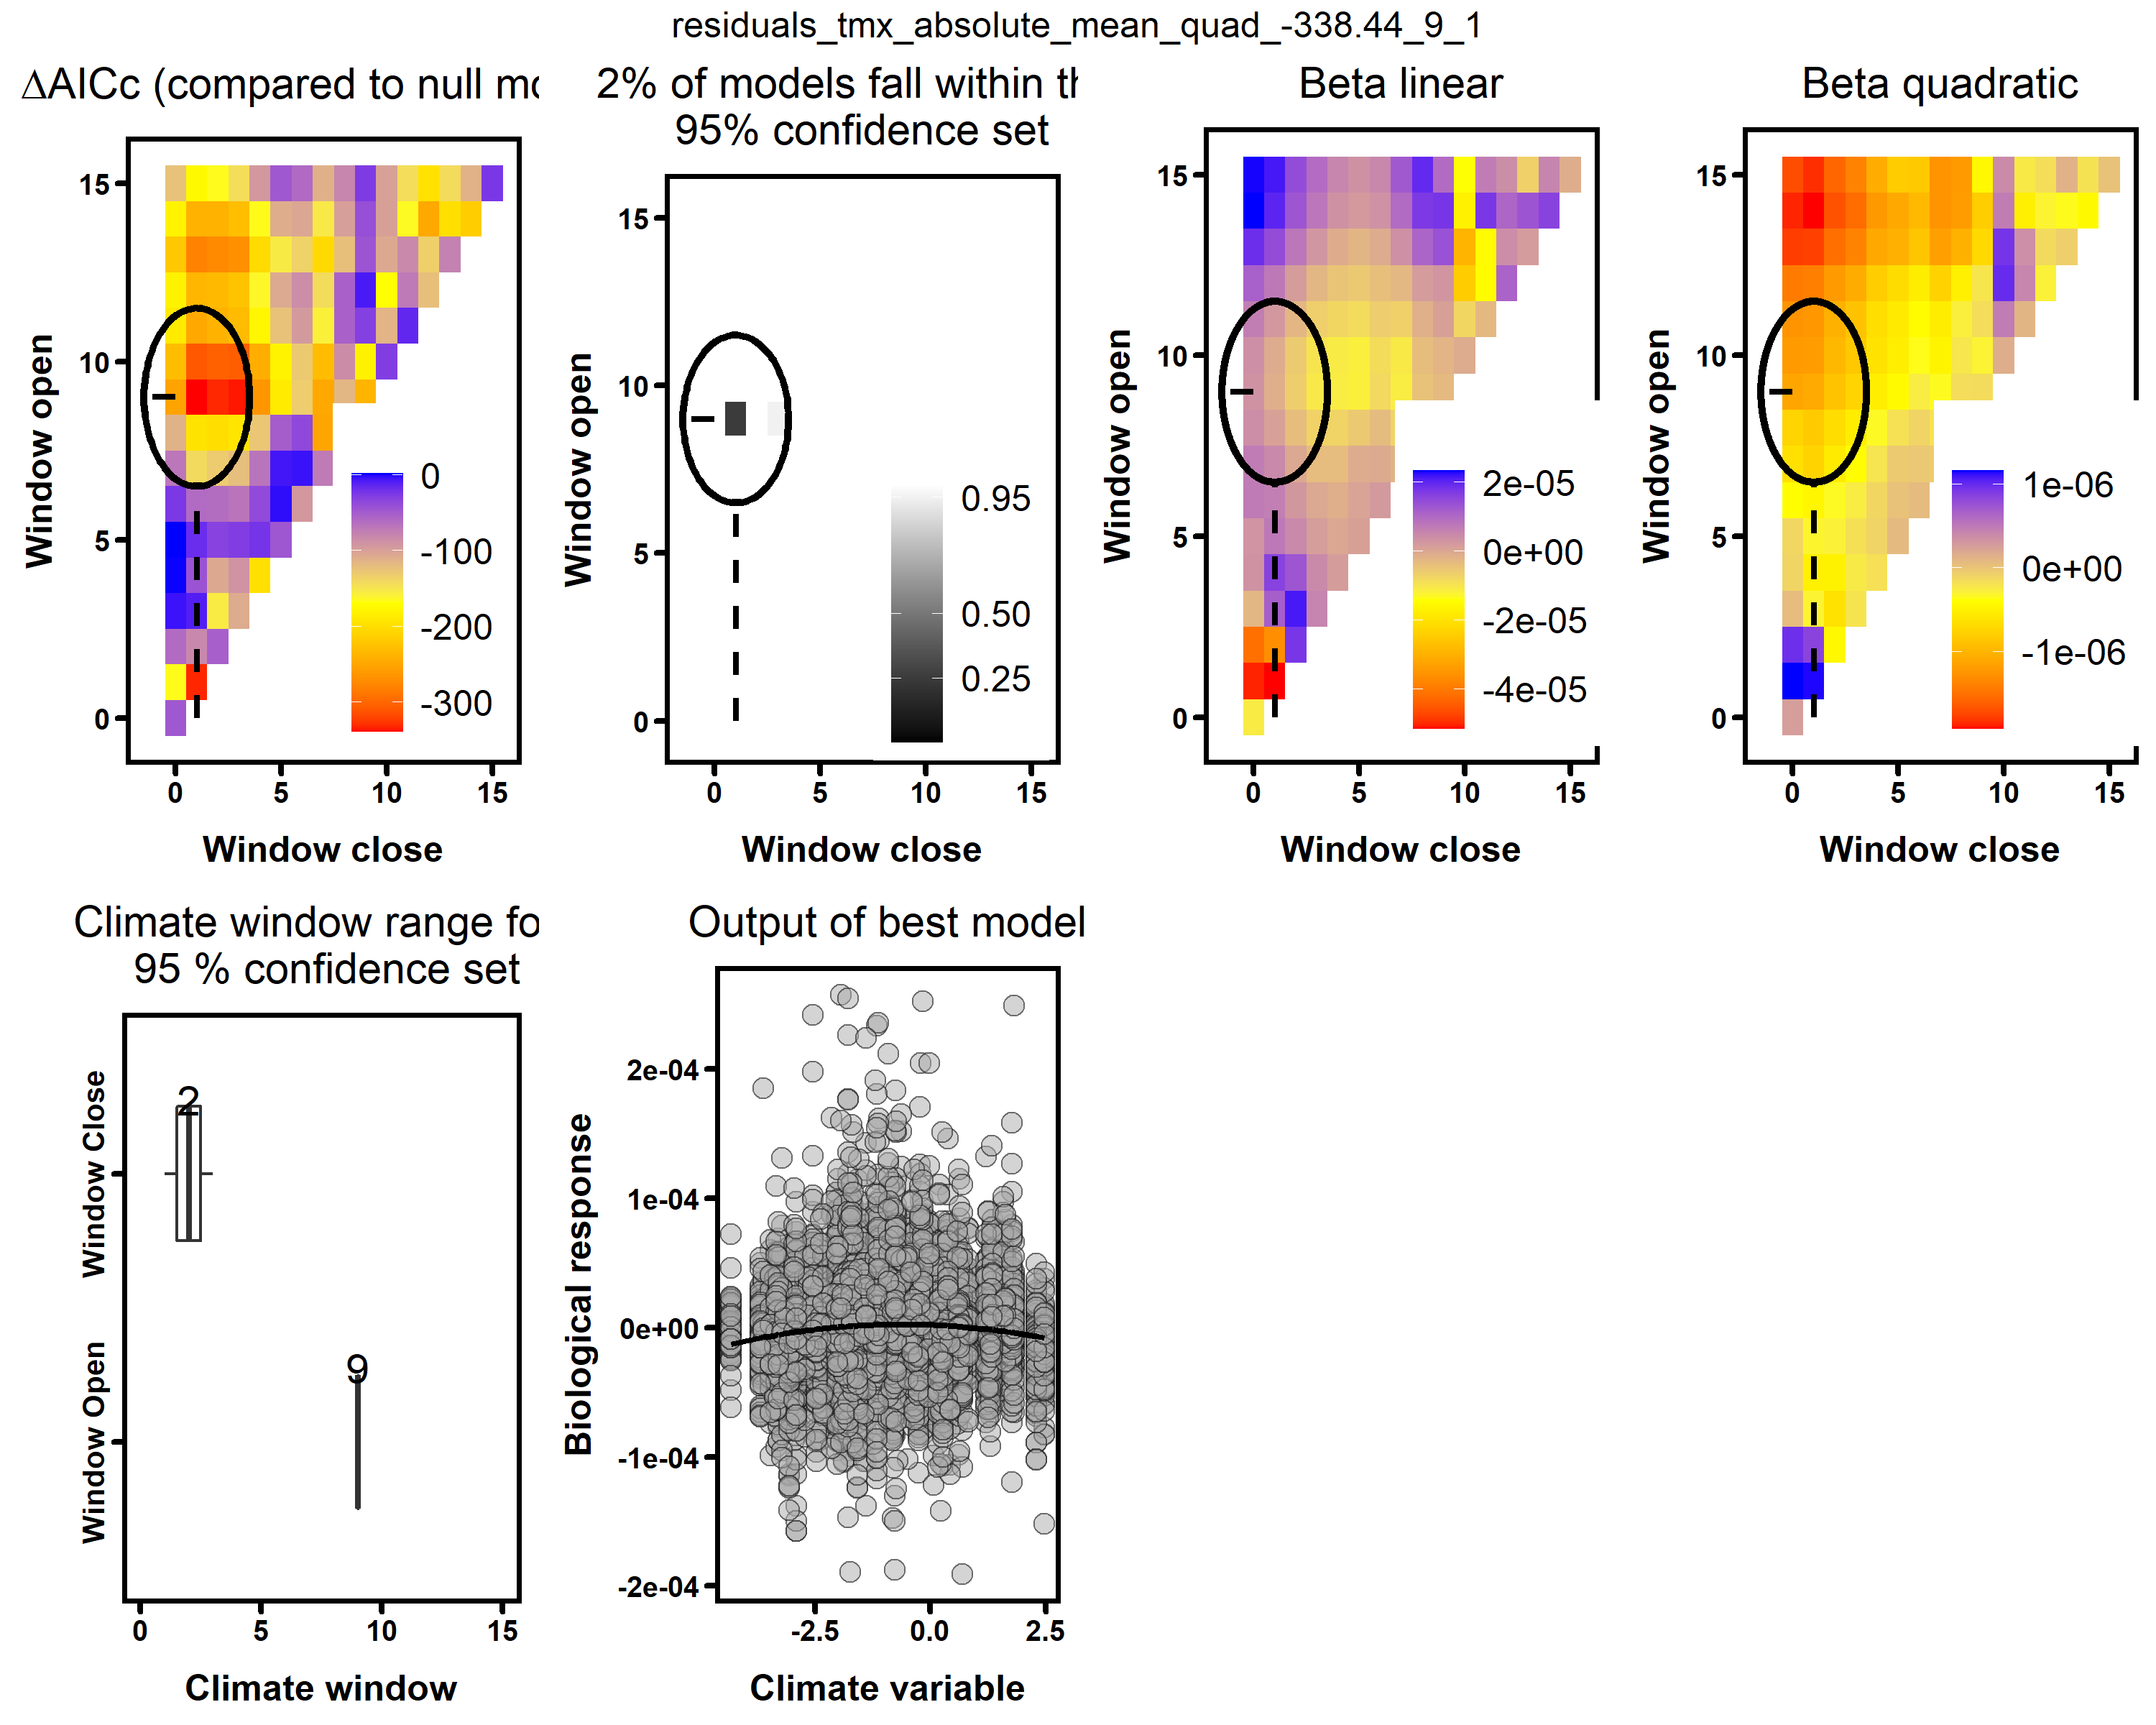 residuals_tmx_absolute_mean_quad_-338.44_9_1
ΔAICc (compared to null mo
15
10
5
0
0
-100
-200
-300
0 5 10 15
Window open
Window close
2% of models fall within th
95% confidence set
15
10
5
0
0.95
0.50
0.25
0 5 10 15
Window open
Window close
Beta linear
15
10
5
0
2e-05
0e+00
-2e-05
-4e-05
0 5 10 15
Window open
Window close
Beta quadratic
15
10
5
0
1e-06
0e+00
-1e-06
0 5 10 15
Window open
Window close
Climate window range fo
95 % confidence set
Window Close
2
Window Open
9
0 5 10 15
Climate window
Output of best model
2e-04
1e-04
0e+00
-1e-04
-2e-04
-2.5 0.0 2.5
Biological response
Climate variable